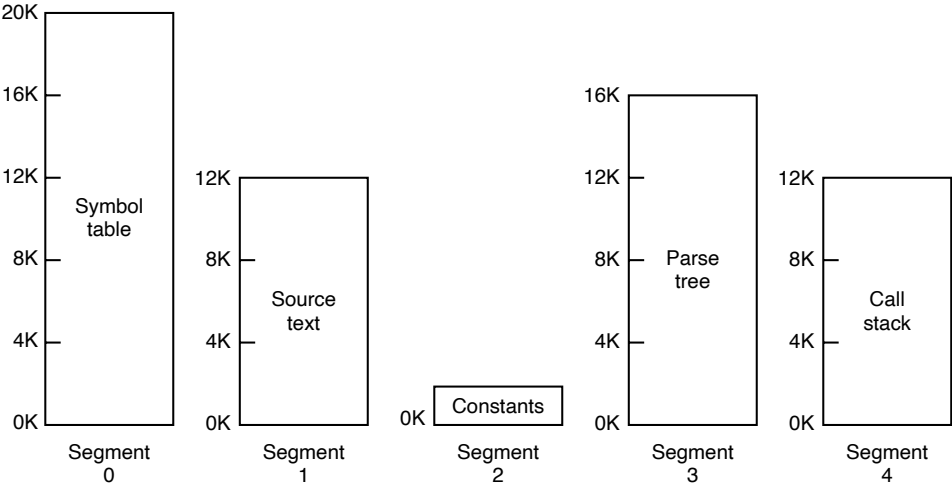 20K
16K
12K
8K
4K
0K
Symbol
table
Segment
0
12K
8K
4K
0K
Source
text
Segment
1
0K
Constants
Segment
2
16K
12K
8K
4K
0K
Parse
tree
Segment
3
12K
8K
4K
0K
Call
stack
Segment
4